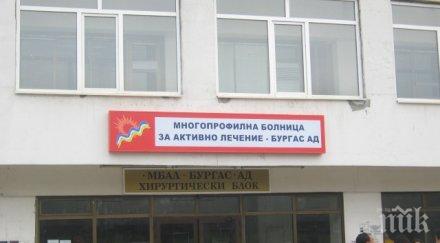 МНОГОПРОФИЛНА БОЛНИЦА
ЗА АКТИВНО ЛЕЧЕНИЕ - БУРГАС АД
·МБАЛ·БУРГАС·АД
ХИРУРГИЧЕСКИ БЛОК
ПИК